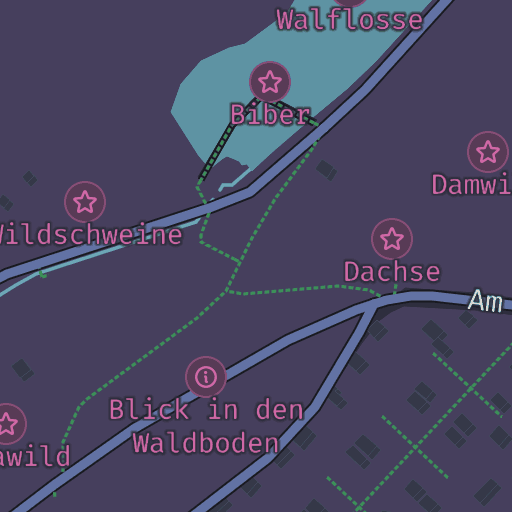 Walflosse
Biber
Damwi
Wildschweine
Dachse
Am
Blick in den
Waldboden
awild